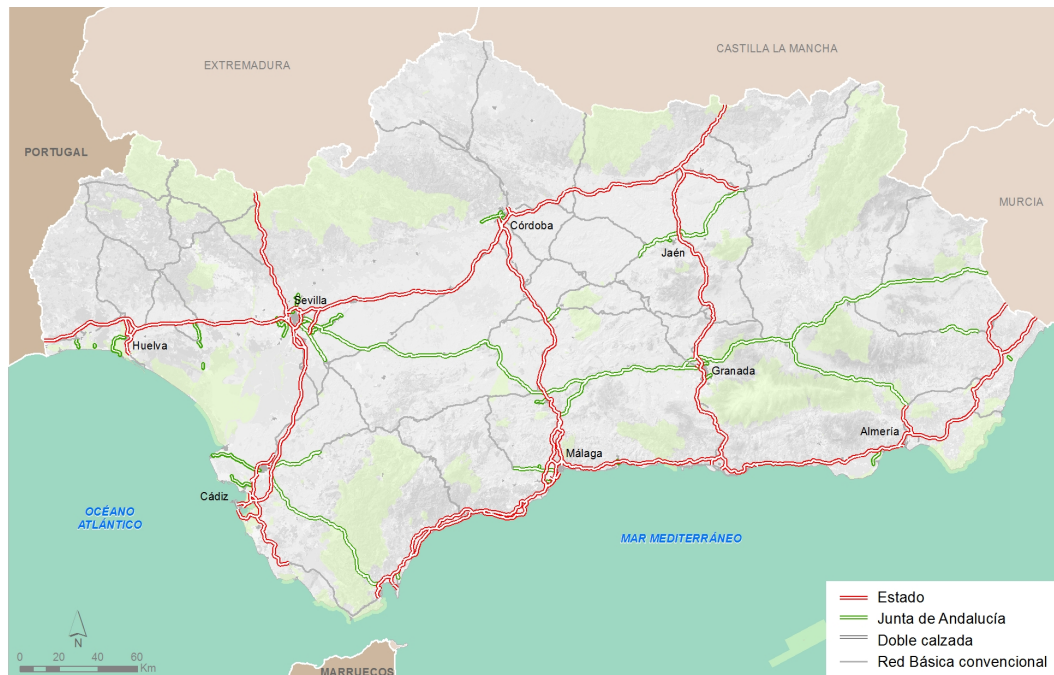 CASTILLA LA MANCHA
EXTREMADURA
PORTUGAL
MURCIA
Córdoba
Jaén
Sevilla
Huelva
Granada
Almería
Málaga
Cádiz
OCÉANO
ATLÁNTICO
MAR MEDITERRÁNEO
MARRUECOS
N
0 20 40 60
Km
Estado
Junta de Andalucía
Doble calzada
Red Básica convencional